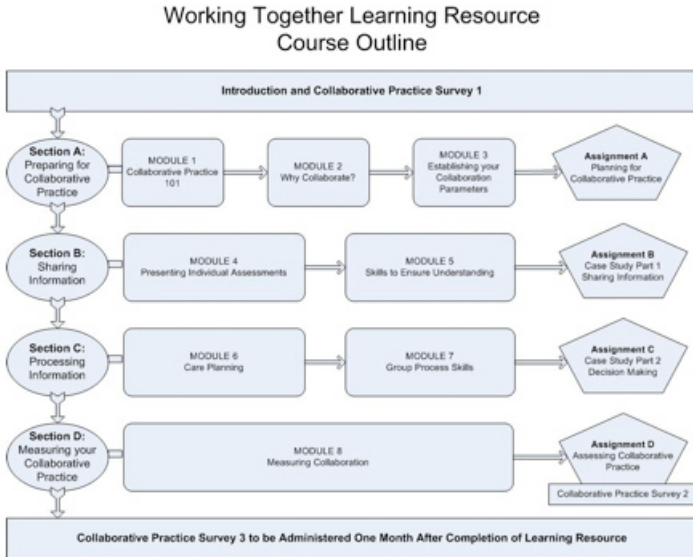 Working Together Learning Resource
Course Outline
Introduction and Collaborative Practice Survey 1
Section A:
Preparing for
Collaborative
Practice
MODULE 1
Collaborative Practice
101
MODULE 2
Why Collaborate?
MODULE 3
Establishing your
Collaboration
Parameters
Assignment A
Planning for
Collaborative Practice
Section B:
Sharing
Information
MODULE 4
Presenting Individual Assessments
MODULE 5
Skills to Ensure Understanding
Assignment B
Case Study Part 1
Sharing Information
Section C:
Processing
Information
MODULE 6
Care Planning
MODULE 7
Group Process Skills
Assignment C
Case Study Part 2
Decision Making
Section D:
Measuring your
Collaborative
Practice
MODULE 8
Measuring Collaboration
Assignment D
Assessing Collaborative
Practice
Collaborative Practice Survey 2
Collaborative Practice Survey 3 to be Administered One Month After Completion of Learning Resource